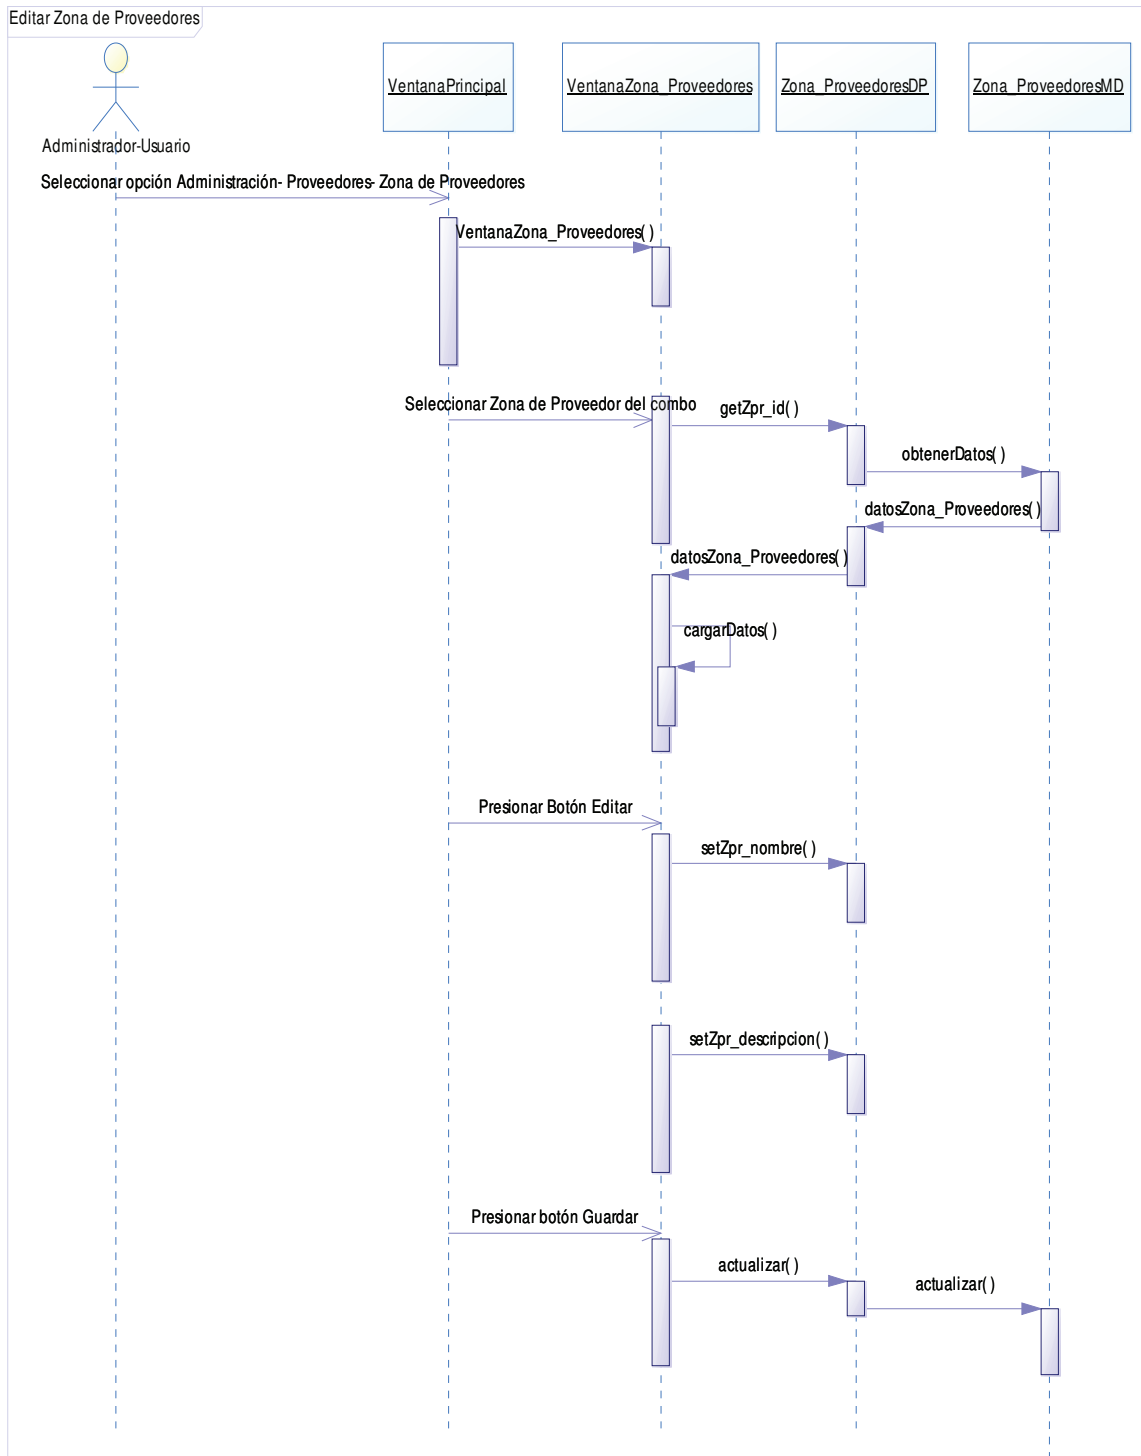 Editar Zona de Proveedores
VentanaPrincipal
VentanaZona_Proveedores
Zona_ProveedoresDP
Zona_ProveedoresMD
Administrador-Usuario
Seleccionar opción Administración- Proveedores- Zona de Proveedores
VentanaZona_Proveedores( )
Seleccionar Zona de Proveedor del combo
getZpr_id( )
obtenerDatos( )
datosZona_Proveedores( )
datosZona_Proveedores( )
cargarDatos( )
Presionar Botón Editar
setZpr_nombre( )
setZpr_descripcion( )
Presionar botón Guardar
actualizar( )
actualizar( )